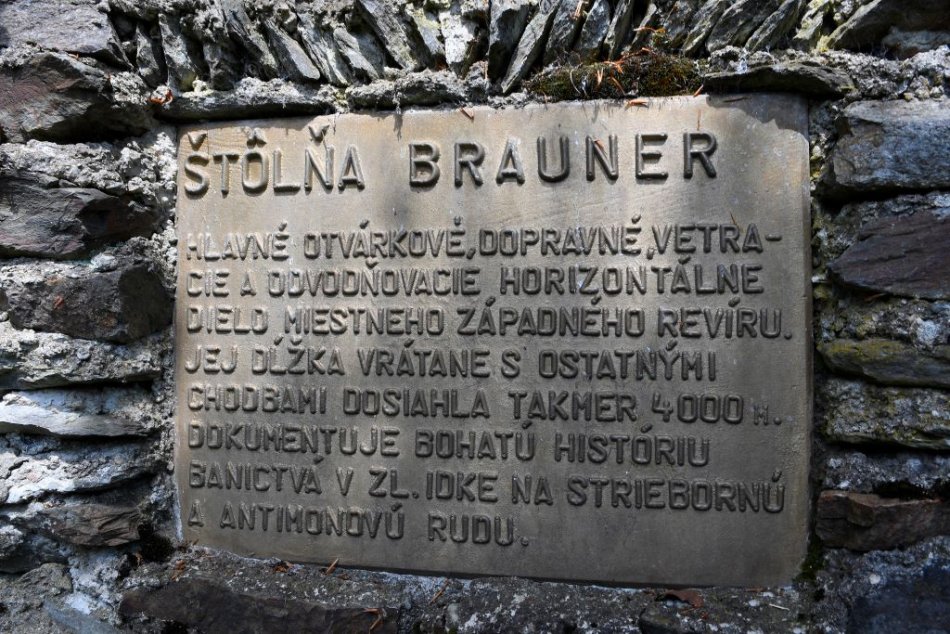 ŠTÔLŇA BRAUNER
HLAVNÉ OTVÁRKOVÉ, DOPRAVNÉ, VETRA-
CIE A ODVODŇOVACIE HORIZONTÁLNE
DIELO MIESTNEHO ZÁPADNÉHO REVÍRU.
JEJ DĹŽKA VRÁTANE S OSTATNÝMI
CHODBAMI DOSIAHLA TAKMER 4000 M.
DOKUMENTUJE BOHATÚ HISTÓRIU
BANICTVÁ V ZL. IDKE NA STRIEBORNÚ
A ANTIMONOVÚ RUDU.